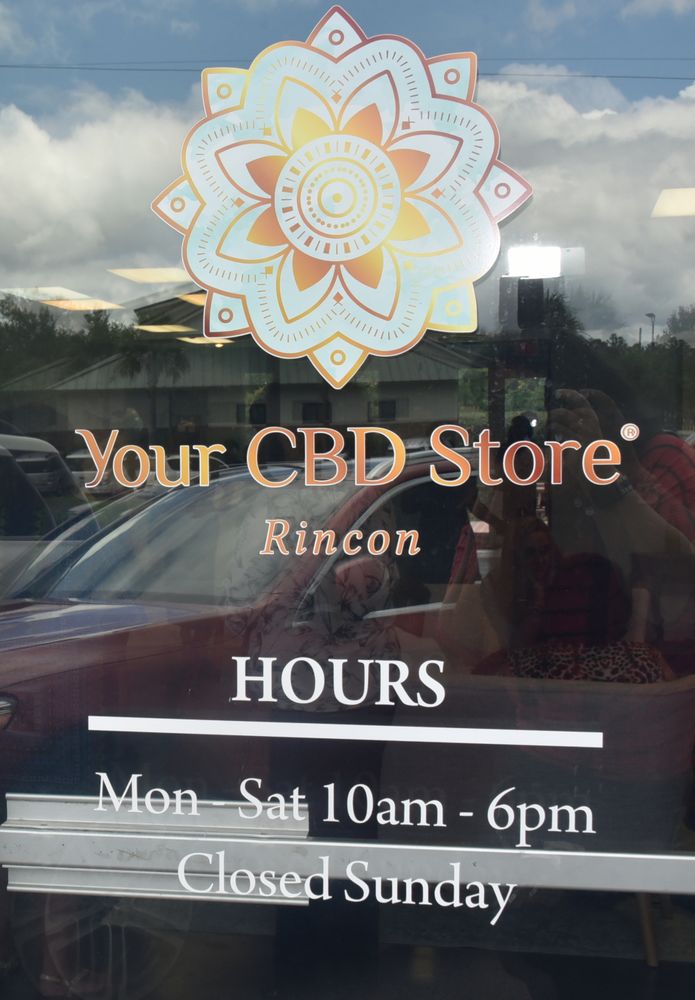 Your CBD Store®
Rincon
HOURS
Mon - Sat 10am - 6pm
Closed Sunday